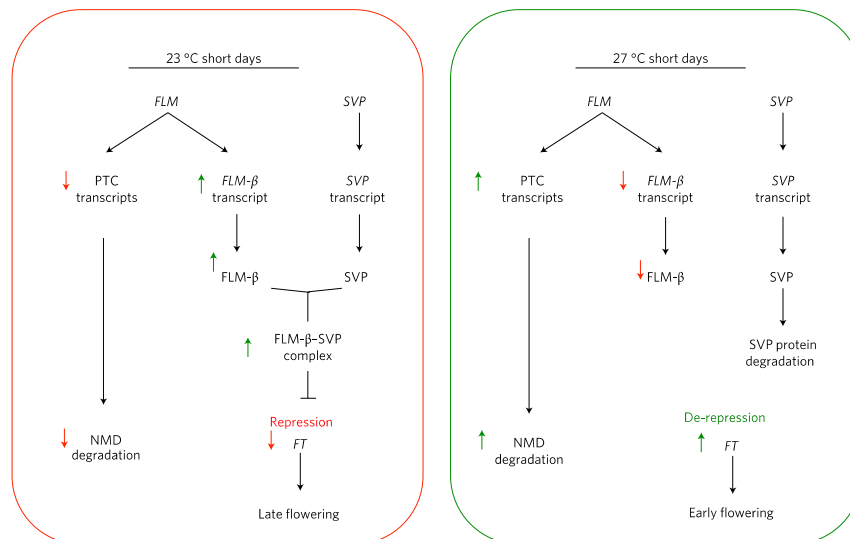 23 °C short days
FLM
SVP
PTC
transcripts
FLM-β
transcript
SVP
transcript
FLM-β
SVP
FLM-β–SVP
complex
Repression
FT
NMD
degradation
Late flowering
27 °C short days
FLM
SVP
PTC
transcripts
FLM-β
transcript
SVP
transcript
FLM-β
SVP
SVP protein
degradation
De-repression
FT
NMD
degradation
Early flowering